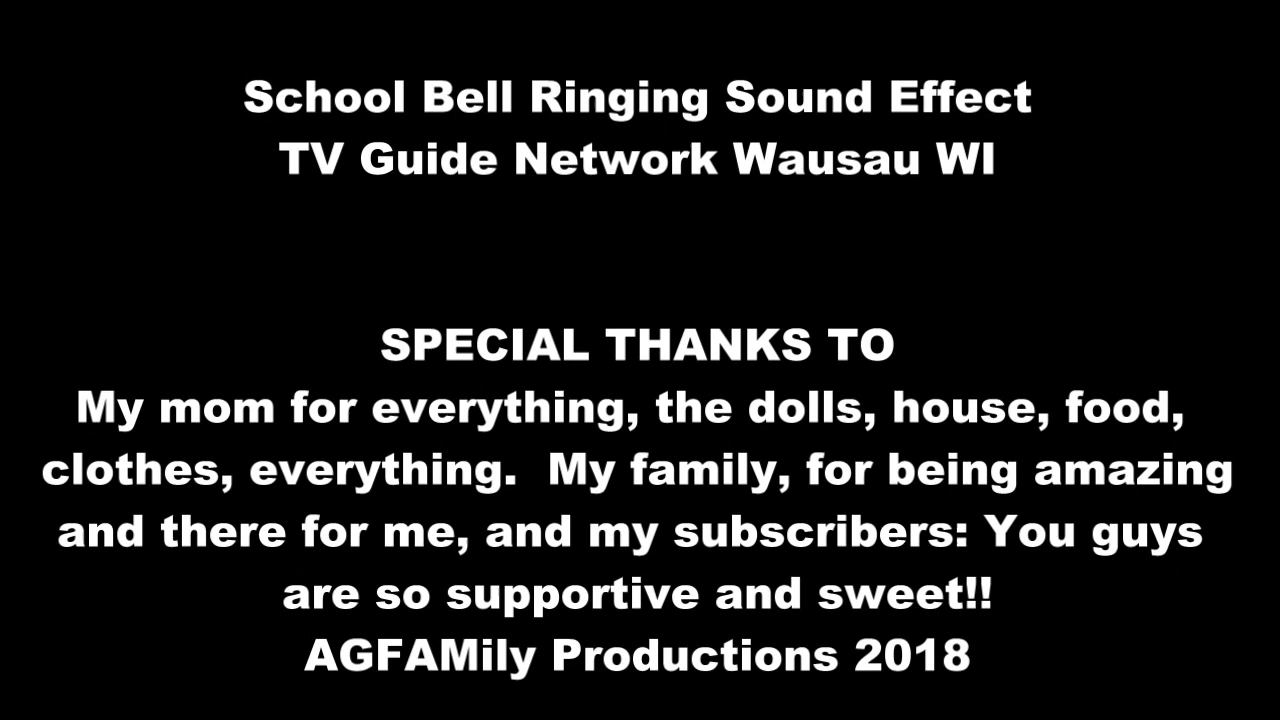 School Bell Ringing Sound Effect
TV Guide Network Wausau WI
SPECIAL THANKS TO
My mom for everything, the dolls, house, food,
clothes, everything.  My family, for being amazing
and there for me, and my subscribers: You guys
are so supportive and sweet!!
AGFAMily Productions 2018